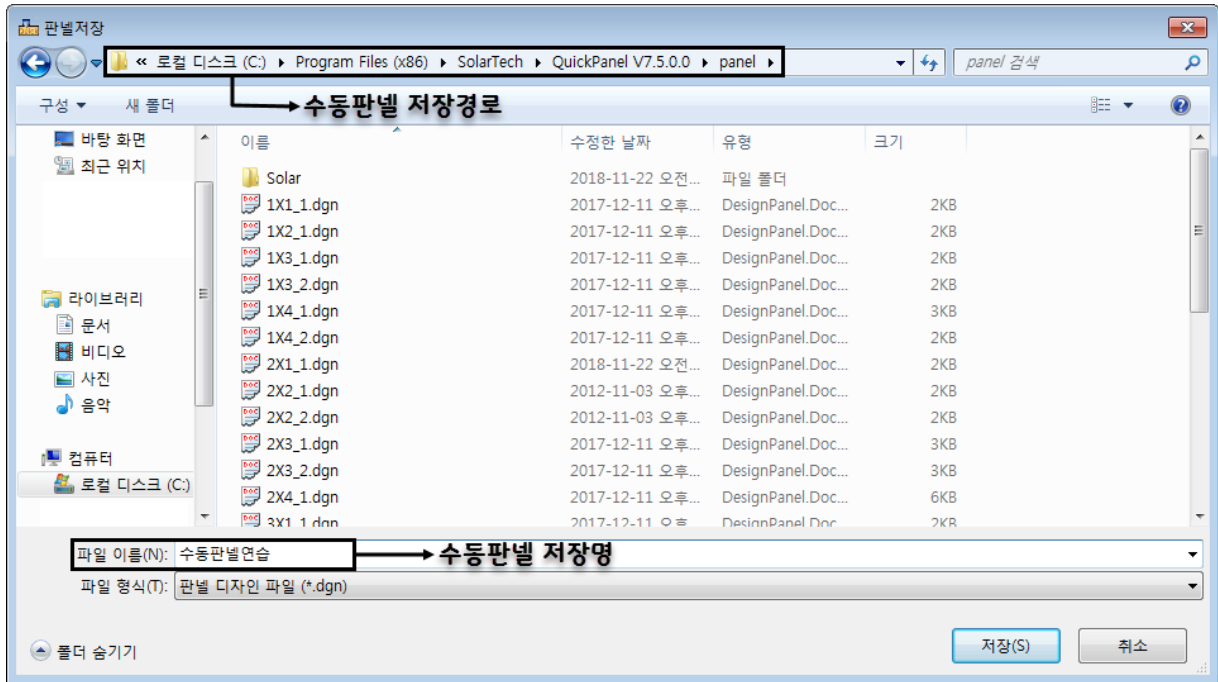 판넬저장
« 로컬 디스크 (C:) ▸ Program Files (x86) ▸ SolarTech ▸ QuickPanel V7.5.0.0 ▸ panel ▸
panel 검색
구성 새 폴더
수동판넬 저장경로
이름 수정한 날짜 유형 크기
바탕 화면
최근 위치
라이브러리
문서
비디오
사진
음악
컴퓨터
로컬 디스크 (C:)
Solar 2018-11-22 오전... 파일 폴더
1X1_1.dgn 2017-12-11 오후... DesignPanel.Doc... 2KB
1X2_1.dgn 2017-12-11 오후... DesignPanel.Doc... 2KB
1X3_1.dgn 2017-12-11 오후... DesignPanel.Doc... 2KB
1X3_2.dgn 2017-12-11 오후... DesignPanel.Doc... 2KB
1X4_1.dgn 2017-12-11 오후... DesignPanel.Doc... 3KB
1X4_2.dgn 2017-12-11 오후... DesignPanel.Doc... 2KB
2X1_1.dgn 2018-11-22 오전... DesignPanel.Doc... 2KB
2X2_1.dgn 2012-11-03 오후... DesignPanel.Doc... 2KB
2X2_2.dgn 2012-11-03 오후... DesignPanel.Doc... 2KB
2X3_1.dgn 2017-12-11 오후... DesignPanel.Doc... 3KB
2X3_2.dgn 2017-12-11 오후... DesignPanel.Doc... 3KB
2X4_1.dgn 2017-12-11 오후... DesignPanel.Doc... 6KB
3X1_1.dgn 2017-12-11 오후... DesignPanel.Doc... 2KB
파일 이름(N): 수동판넬연습
수동판넬 저장명
파일 형식(T): 판넬 디자인 파일 (*.dgn)
폴더 숨기기
저장(S)
취소